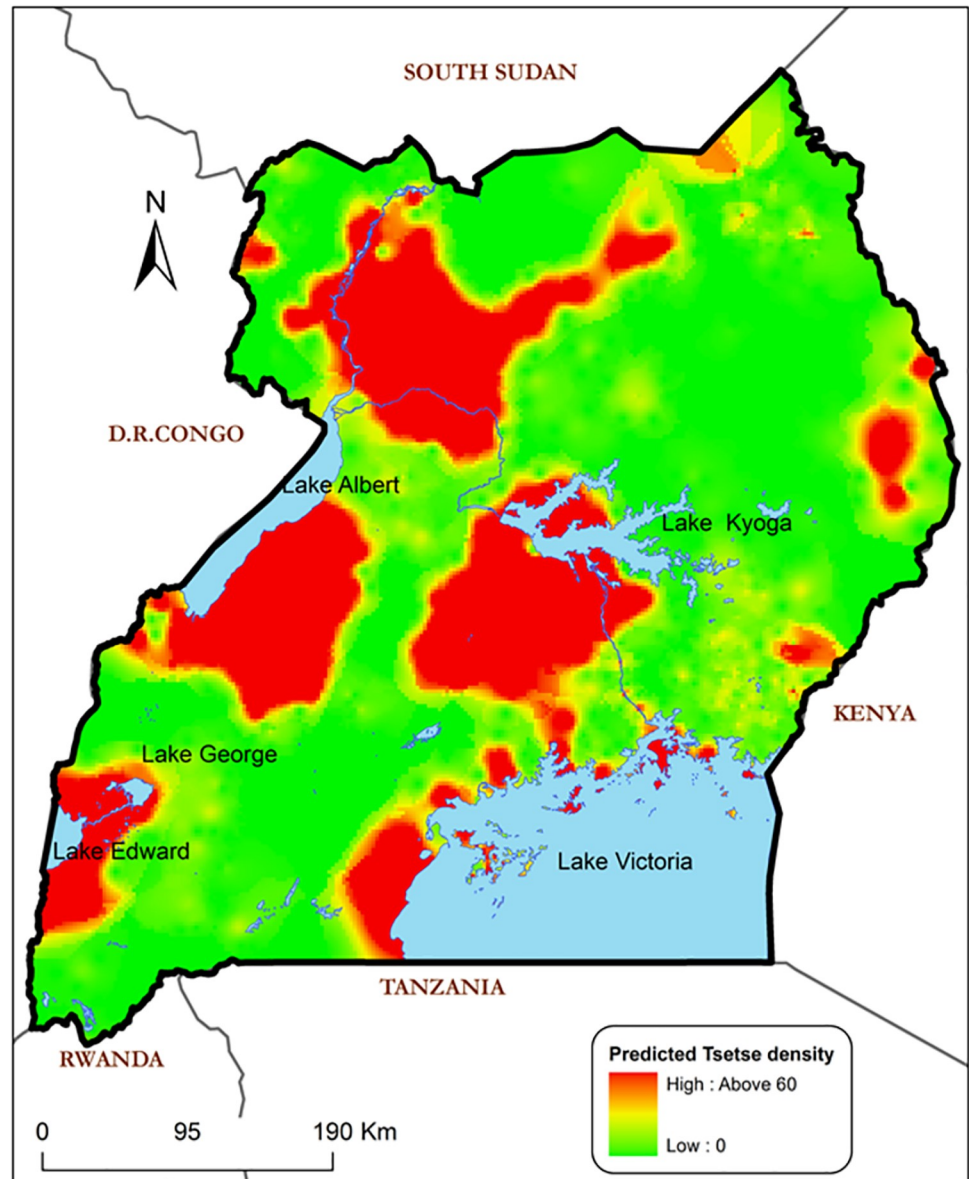 SOUTH SUDAN
N
D.R.CONGO
Lake Albert
Lake  Kyoga
KENYA
Lake George
Lake Edward
Lake Victoria
TANZANIA
RWANDA
Predicted Tsetse density
High : Above 60
Low : 0
0 95 190 Km